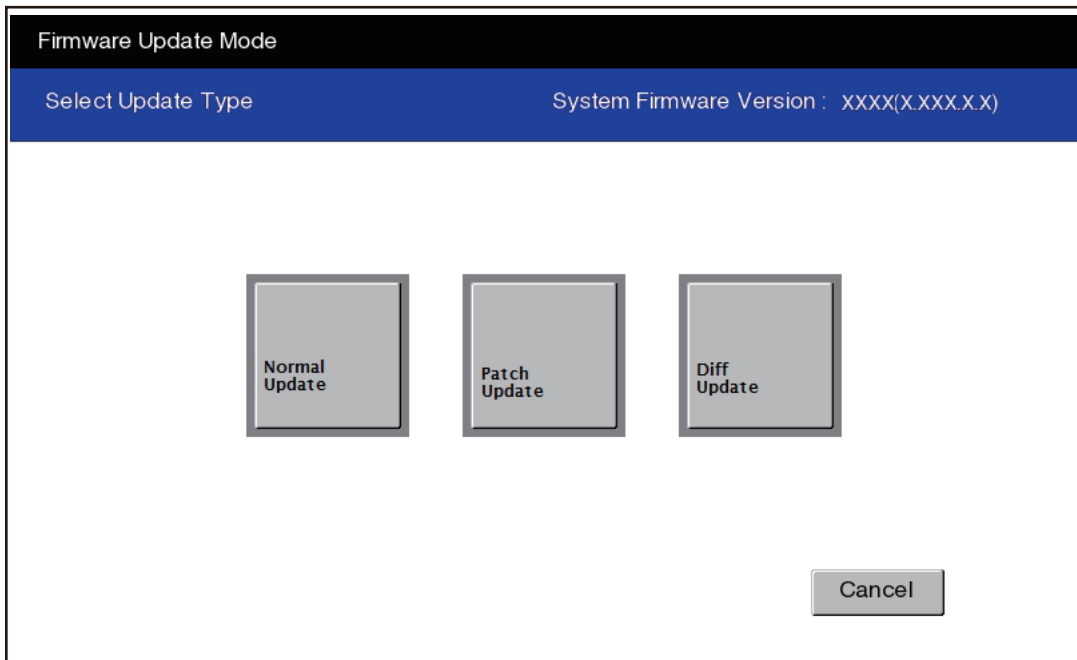 Firmware Update Mode
Select Update Type
System Firmware Version : XXXX(X.XXX.X.X)
Normal
Update
Patch
Update
Diff
Update
Cancel